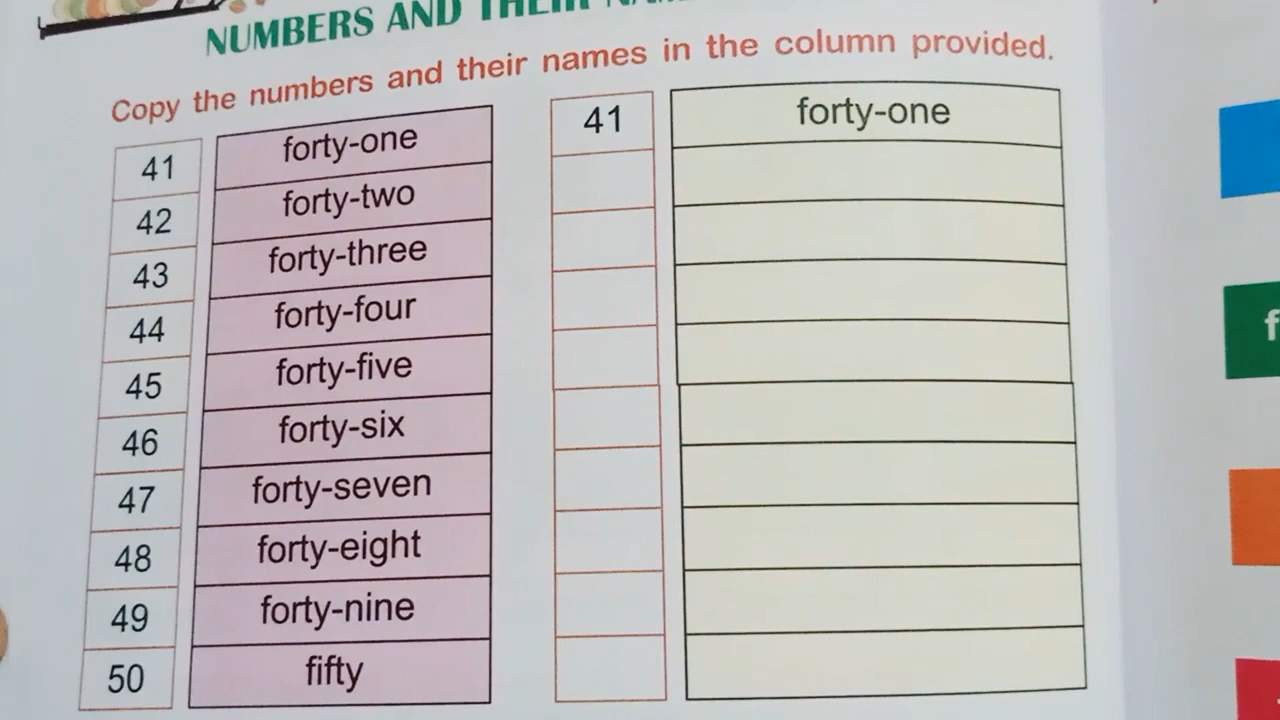 NUMBERS AND THEIR
Copy the numbers and their names in the column provided.
41 forty-one 41 forty-one
42 forty-two
43 forty-three
44 forty-four
45 forty-five
46 forty-six
47 forty-seven
48 forty-eight
49 forty-nine
50 fifty
f